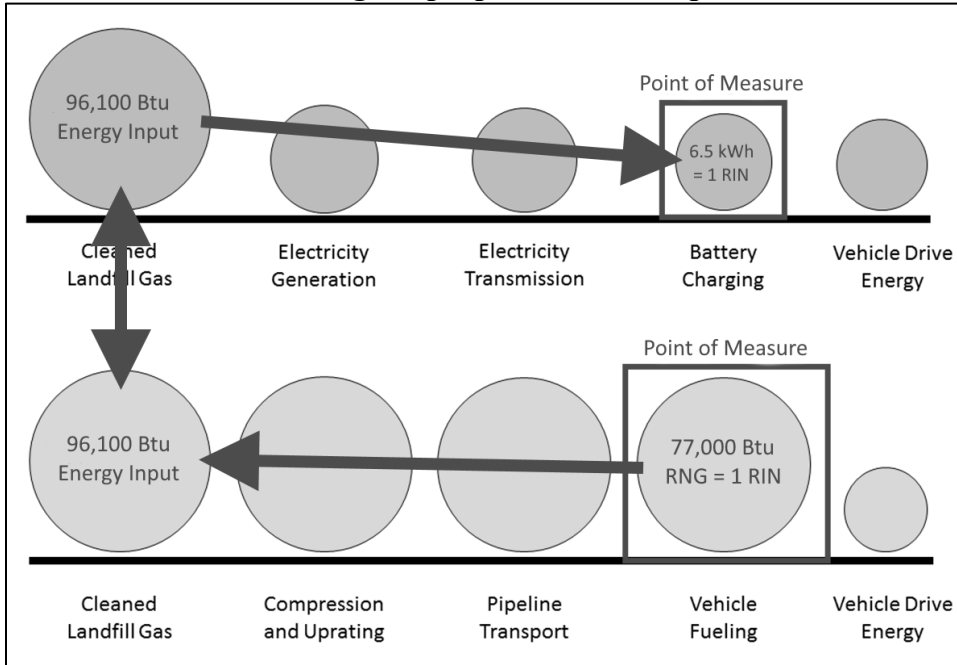 Point of Measure
96,100 Btu
Energy Input
6.5 kWh
= 1 RIN
Cleaned
Landfill Gas
Electricity
Generation
Electricity
Transmission
Battery
Charging
Vehicle Drive
Energy
Point of Measure
96,100 Btu
Energy Input
77,000 Btu
RNG = 1 RIN
Cleaned
Landfill Gas
Compression
and Uprating
Pipeline
Transport
Vehicle
Fueling
Vehicle Drive
Energy